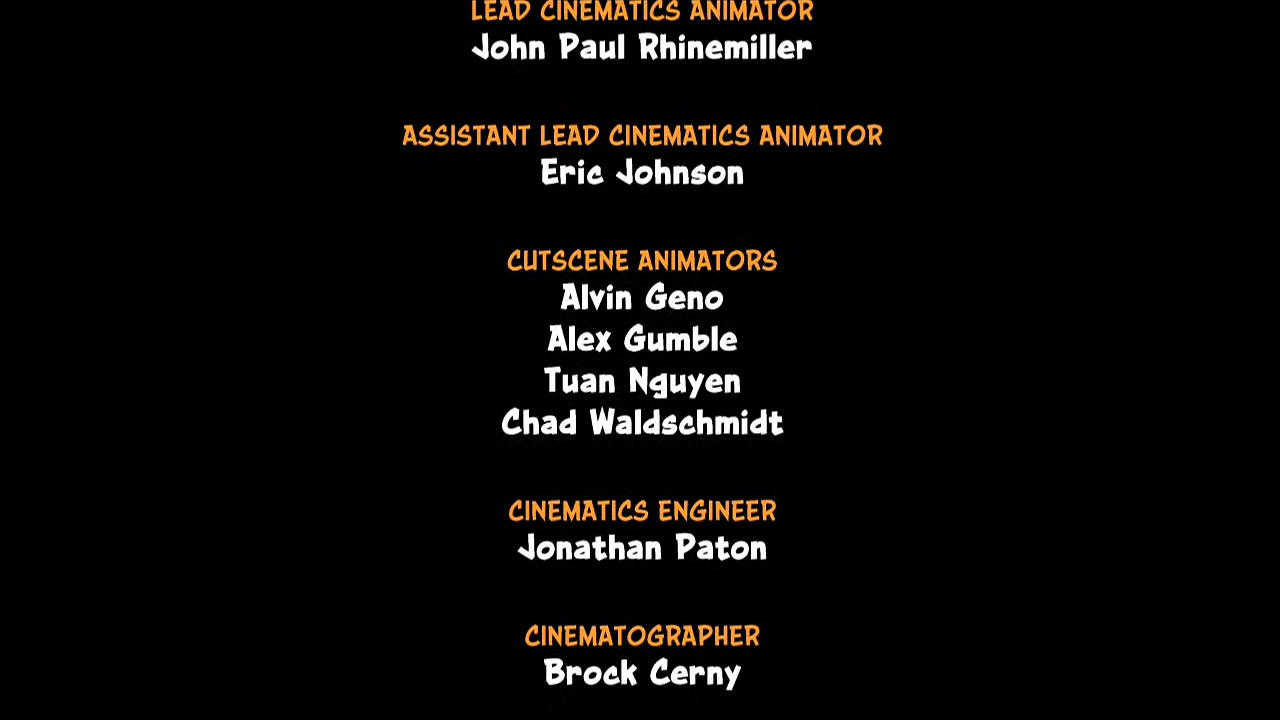 LEAD CINEMATICS ANIMATOR
John Paul Rhinemiller
ASSISTANT LEAD CINEMATICS ANIMATOR
Eric Johnson
CUTSCENE ANIMATORS
Alvin Geno
Alex Gumble
Tuan Nguyen
Chad Waldschmidt
CINEMATICS ENGINEER
Jonathan Paton
CINEMATOGRAPHER
Brock Cerny